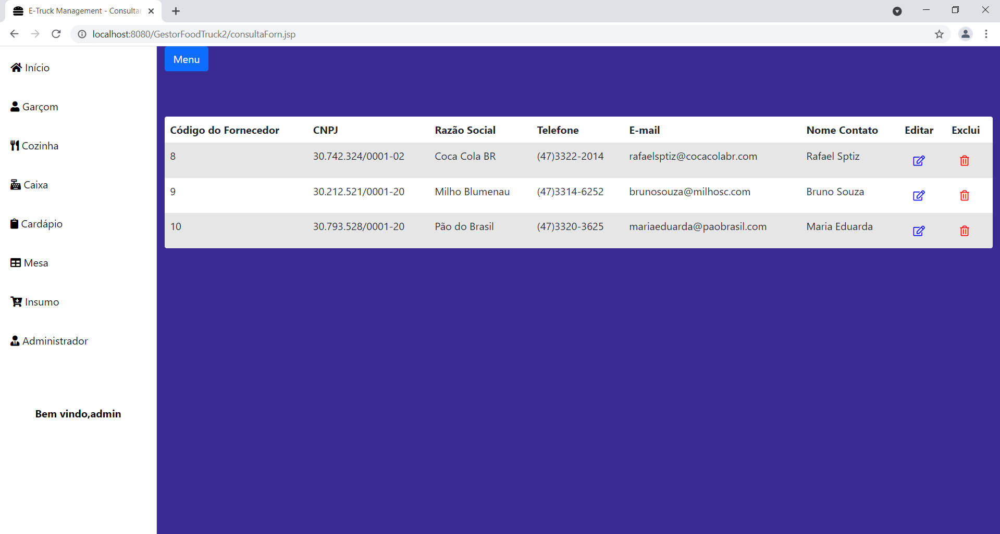 E-Truck Management - Consultar
localhost:8080/GestorFoodTruck2/consultaForn.jsp
Início
Garçom
Cozinha
Caixa
Cardápio
Mesa
Insumo
Administrador
Bem vindo,admin
Menu
Código do Fornecedor CNPJ Razão Social Telefone E-mail Nome Contato Editar Exclui
8 30.742.324/0001-02 Coca Cola BR (47)3322-2014 rafaelsptiz@cocacolabr.com Rafael Sptiz
9 30.212.521/0001-20 Milho Blumenau (47)3314-6252 brunosouza@milhosc.com Bruno Souza
10 30.793.528/0001-20 Pão do Brasil (47)3320-3625 mariaeduarda@paobrasil.com Maria Eduarda